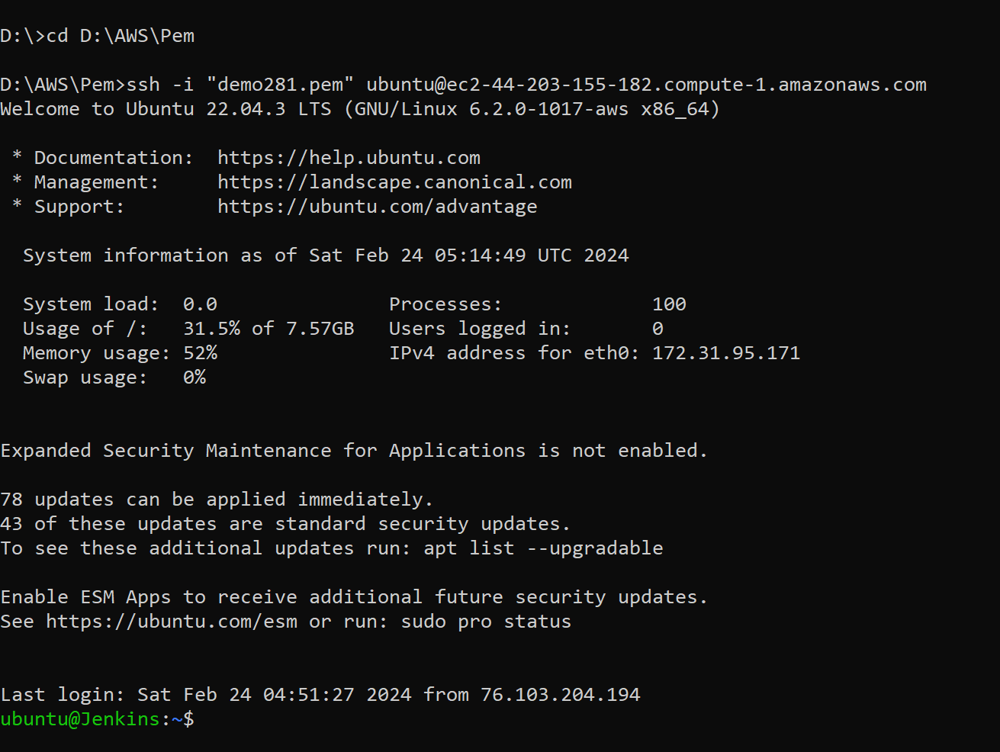 D:\>cd D:\AWS\Pem
D:\AWS\Pem>ssh -i "demo281.pem" ubuntu@ec2-44-203-155-182.compute-1.amazonaws.com
Welcome to Ubuntu 22.04.3 LTS (GNU/Linux 6.2.0-1017-aws x86_64)
* Documentation:  https://help.ubuntu.com
* Management:     https://landscape.canonical.com
* Support:        https://ubuntu.com/advantage
System information as of Sat Feb 24 05:14:49 UTC 2024
System load:  0.0               Processes:             100
Usage of /:   31.5% of 7.57GB   Users logged in:       0
Memory usage: 52%               IPv4 address for eth0: 172.31.95.171
Swap usage:   0%
Expanded Security Maintenance for Applications is not enabled.
78 updates can be applied immediately.
43 of these updates are standard security updates.
To see these additional updates run: apt list --upgradable
Enable ESM Apps to receive additional future security updates.
See https://ubuntu.com/esm or run: sudo pro status
Last login: Sat Feb 24 04:51:27 2024 from 76.103.204.194
ubuntu@Jenkins:~$